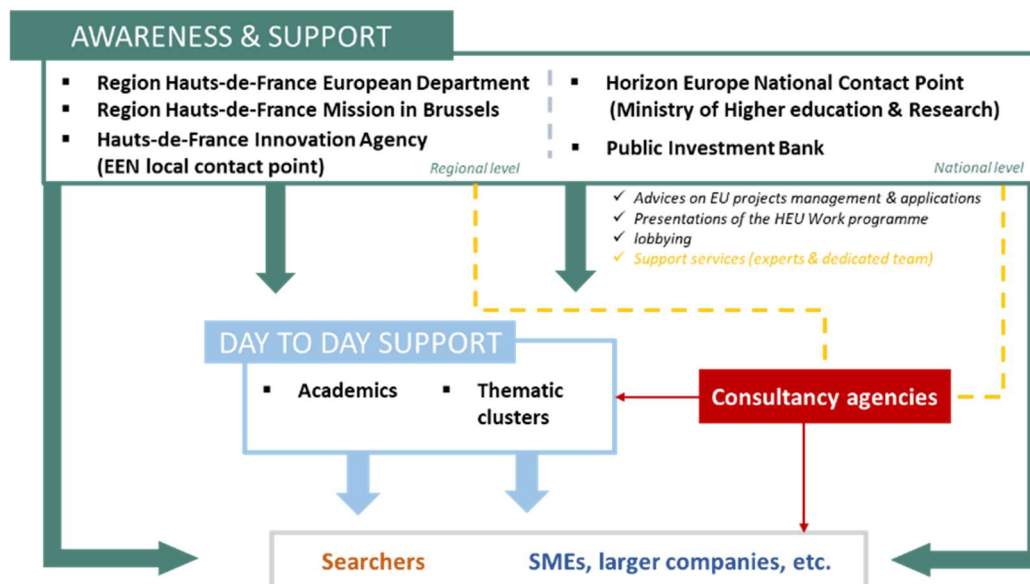 AWARENESS & SUPPORT
▪ Region Hauts-de-France European Department
▪ Region Hauts-de-France Mission in Brussels
▪ Hauts-de-France Innovation Agency
(EEN local contact point)
Regional level
▪ Horizon Europe National Contact Point
(Ministry of Higher education & Research)
▪ Public Investment Bank
National level
✓ Advices on EU projects management & applications
✓ Presentations of the HEU Work programme
✓ lobbying
✓ Support services (experts & dedicated team)
DAY TO DAY SUPPORT
▪ Academics
▪ Thematic
clusters
Consultancy agencies
Searchers
SMEs, larger companies, etc.